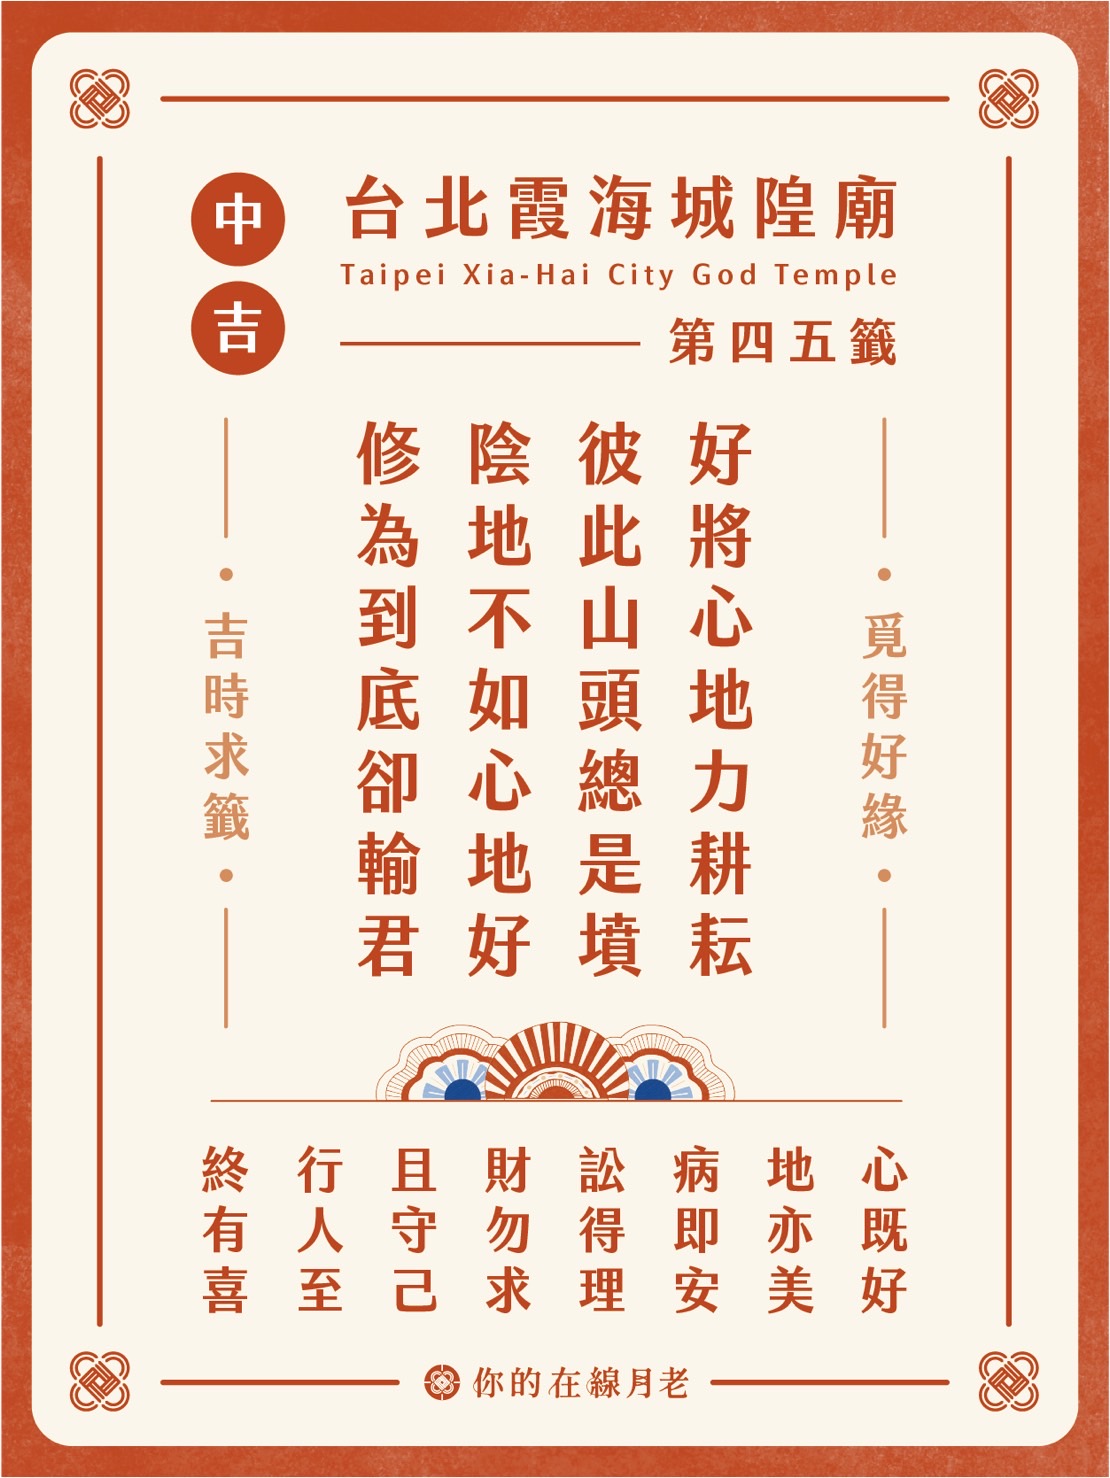 中吉
台北霞海城隍廟
Taipei Xia-Hai City God Temple
第四五籤
覓得好緣
好將心地力耕耘
彼此山頭總是墳
陰地不如心地好
修為到底卻輸君
吉時求籤
心既好
地亦美
病即安
訟得理
財勿求
且守己
行人至
終有喜
你的在線月老